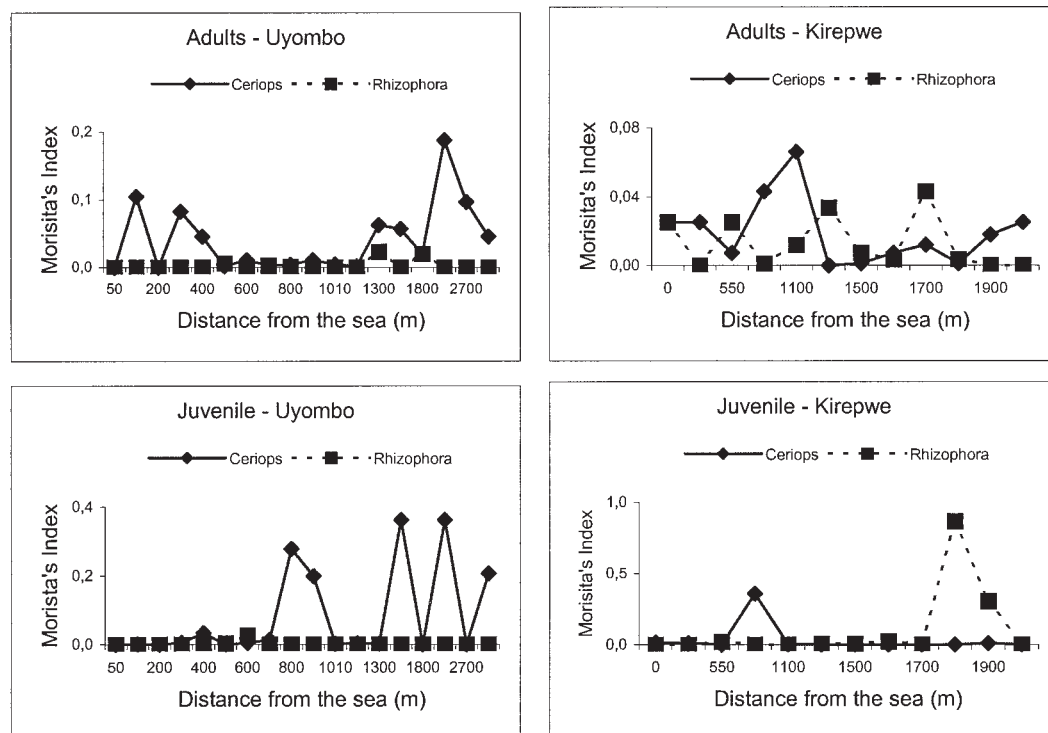 Adults - Uyombo
Ceriops Rhizophora
Morisita's Index
0,2
0,1
0,0
50 200 400 600 800 1010 1300 1800 2700
Distance from the sea (m)
Adults - Kirepwe
Ceriops Rhizophora
Morisita's Index
0,08
0,04
0,00
0 550 1100 1500 1700 1900
Distance from the sea (m)
Juvenile - Uyombo
Ceriops Rhizophora
Morista's Index
0,4
0,2
0,0
50 200 400 600 800 1010 1300 1800 2700
Distance from the sea (m)
Juvenile - Kirepwe
Ceriops Rhizophora
Morisita's Index
1,0
0,5
0,0
0 550 1100 1500 1700 1900
Distance from the sea (m)